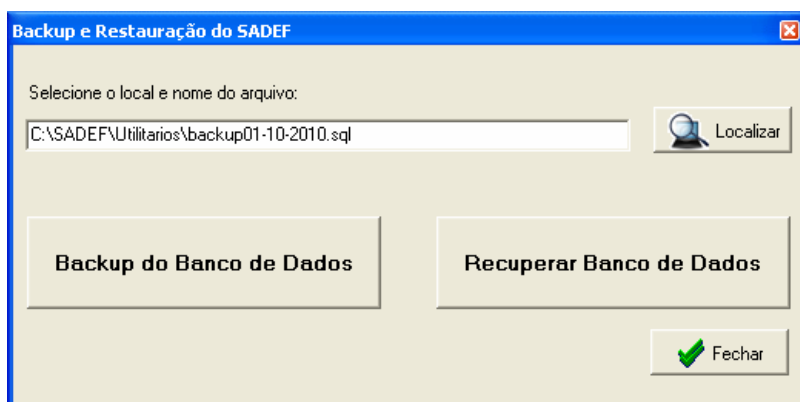 Backup e Restauração do SADEF
Selecione o local e nome do arquivo:
C:\SADEF\Utilitarios\backup01-10-2010.sql
Localizar
Backup do Banco de Dados
Recuperar Banco de Dados
Fechar